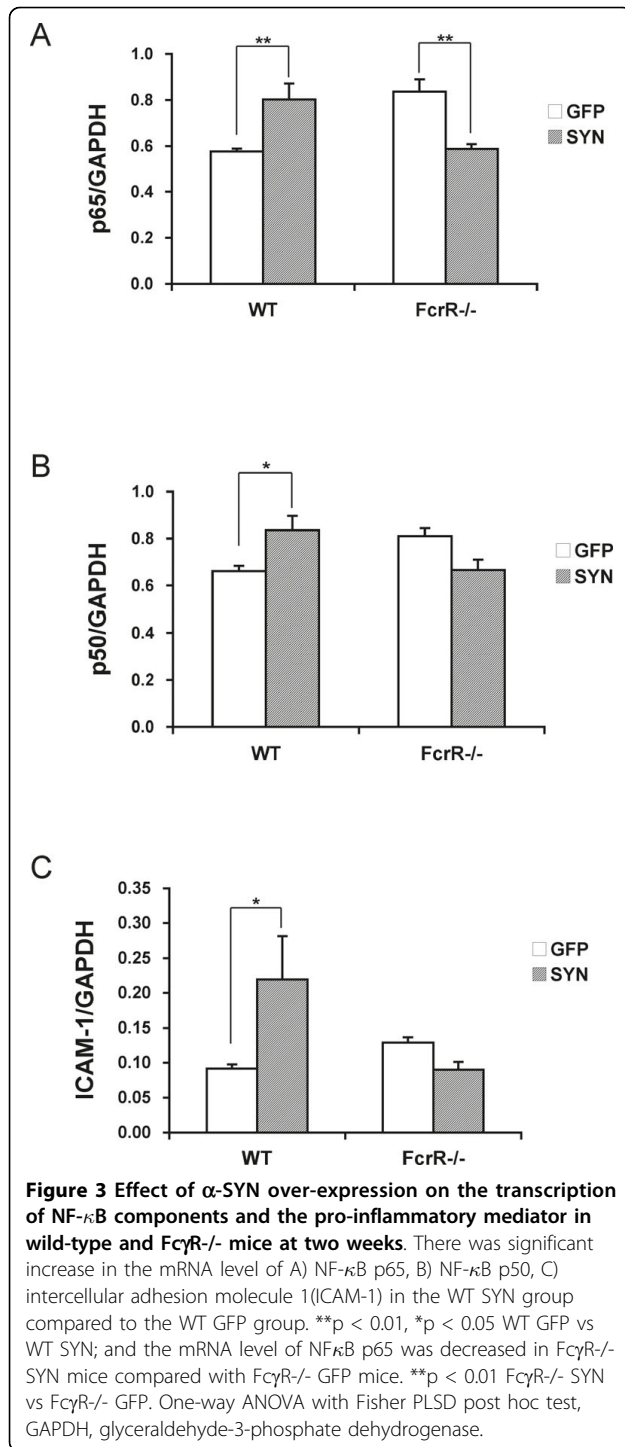 A
**
**
1.0
0.8
0.6
0.4
0.2
0.0
p65/GAPDH
GFP
SYN
WT
FcrR-/-
B
*
1.0
0.8
0.6
0.4
0.2
0.0
p50/GAPDH
GFP
SYN
WT
FcrR-/-
C
*
0.35
0.30
0.25
0.20
0.15
0.10
0.05
0.00
ICAM-1/GAPDH
GFP
SYN
WT
FcrR-/-
Figure 3 Effect of α-SYN over-expression on the transcription
of NF-κB components and the pro-inflammatory mediator in
wild-type and FcγR-/- mice at two weeks. There was significant
increase in the mRNA level of A) NF-κB p65, B) NF-κB p50, C)
intercellular adhesion molecule 1(ICAM-1) in the WT SYN group
compared to the WT GFP group. **p < 0.01, *p < 0.05 WT GFP vs
WT SYN; and the mRNA level of NFκB p65 was decreased in FcγR-/-
SYN mice compared with FcγR-/- GFP mice. **p < 0.01 FcγR-/- SYN
vs FcγR-/- GFP. One-way ANOVA with Fisher PLSD post hoc test,
GAPDH, glyceraldehyde-3-phosphate dehydrogenase.